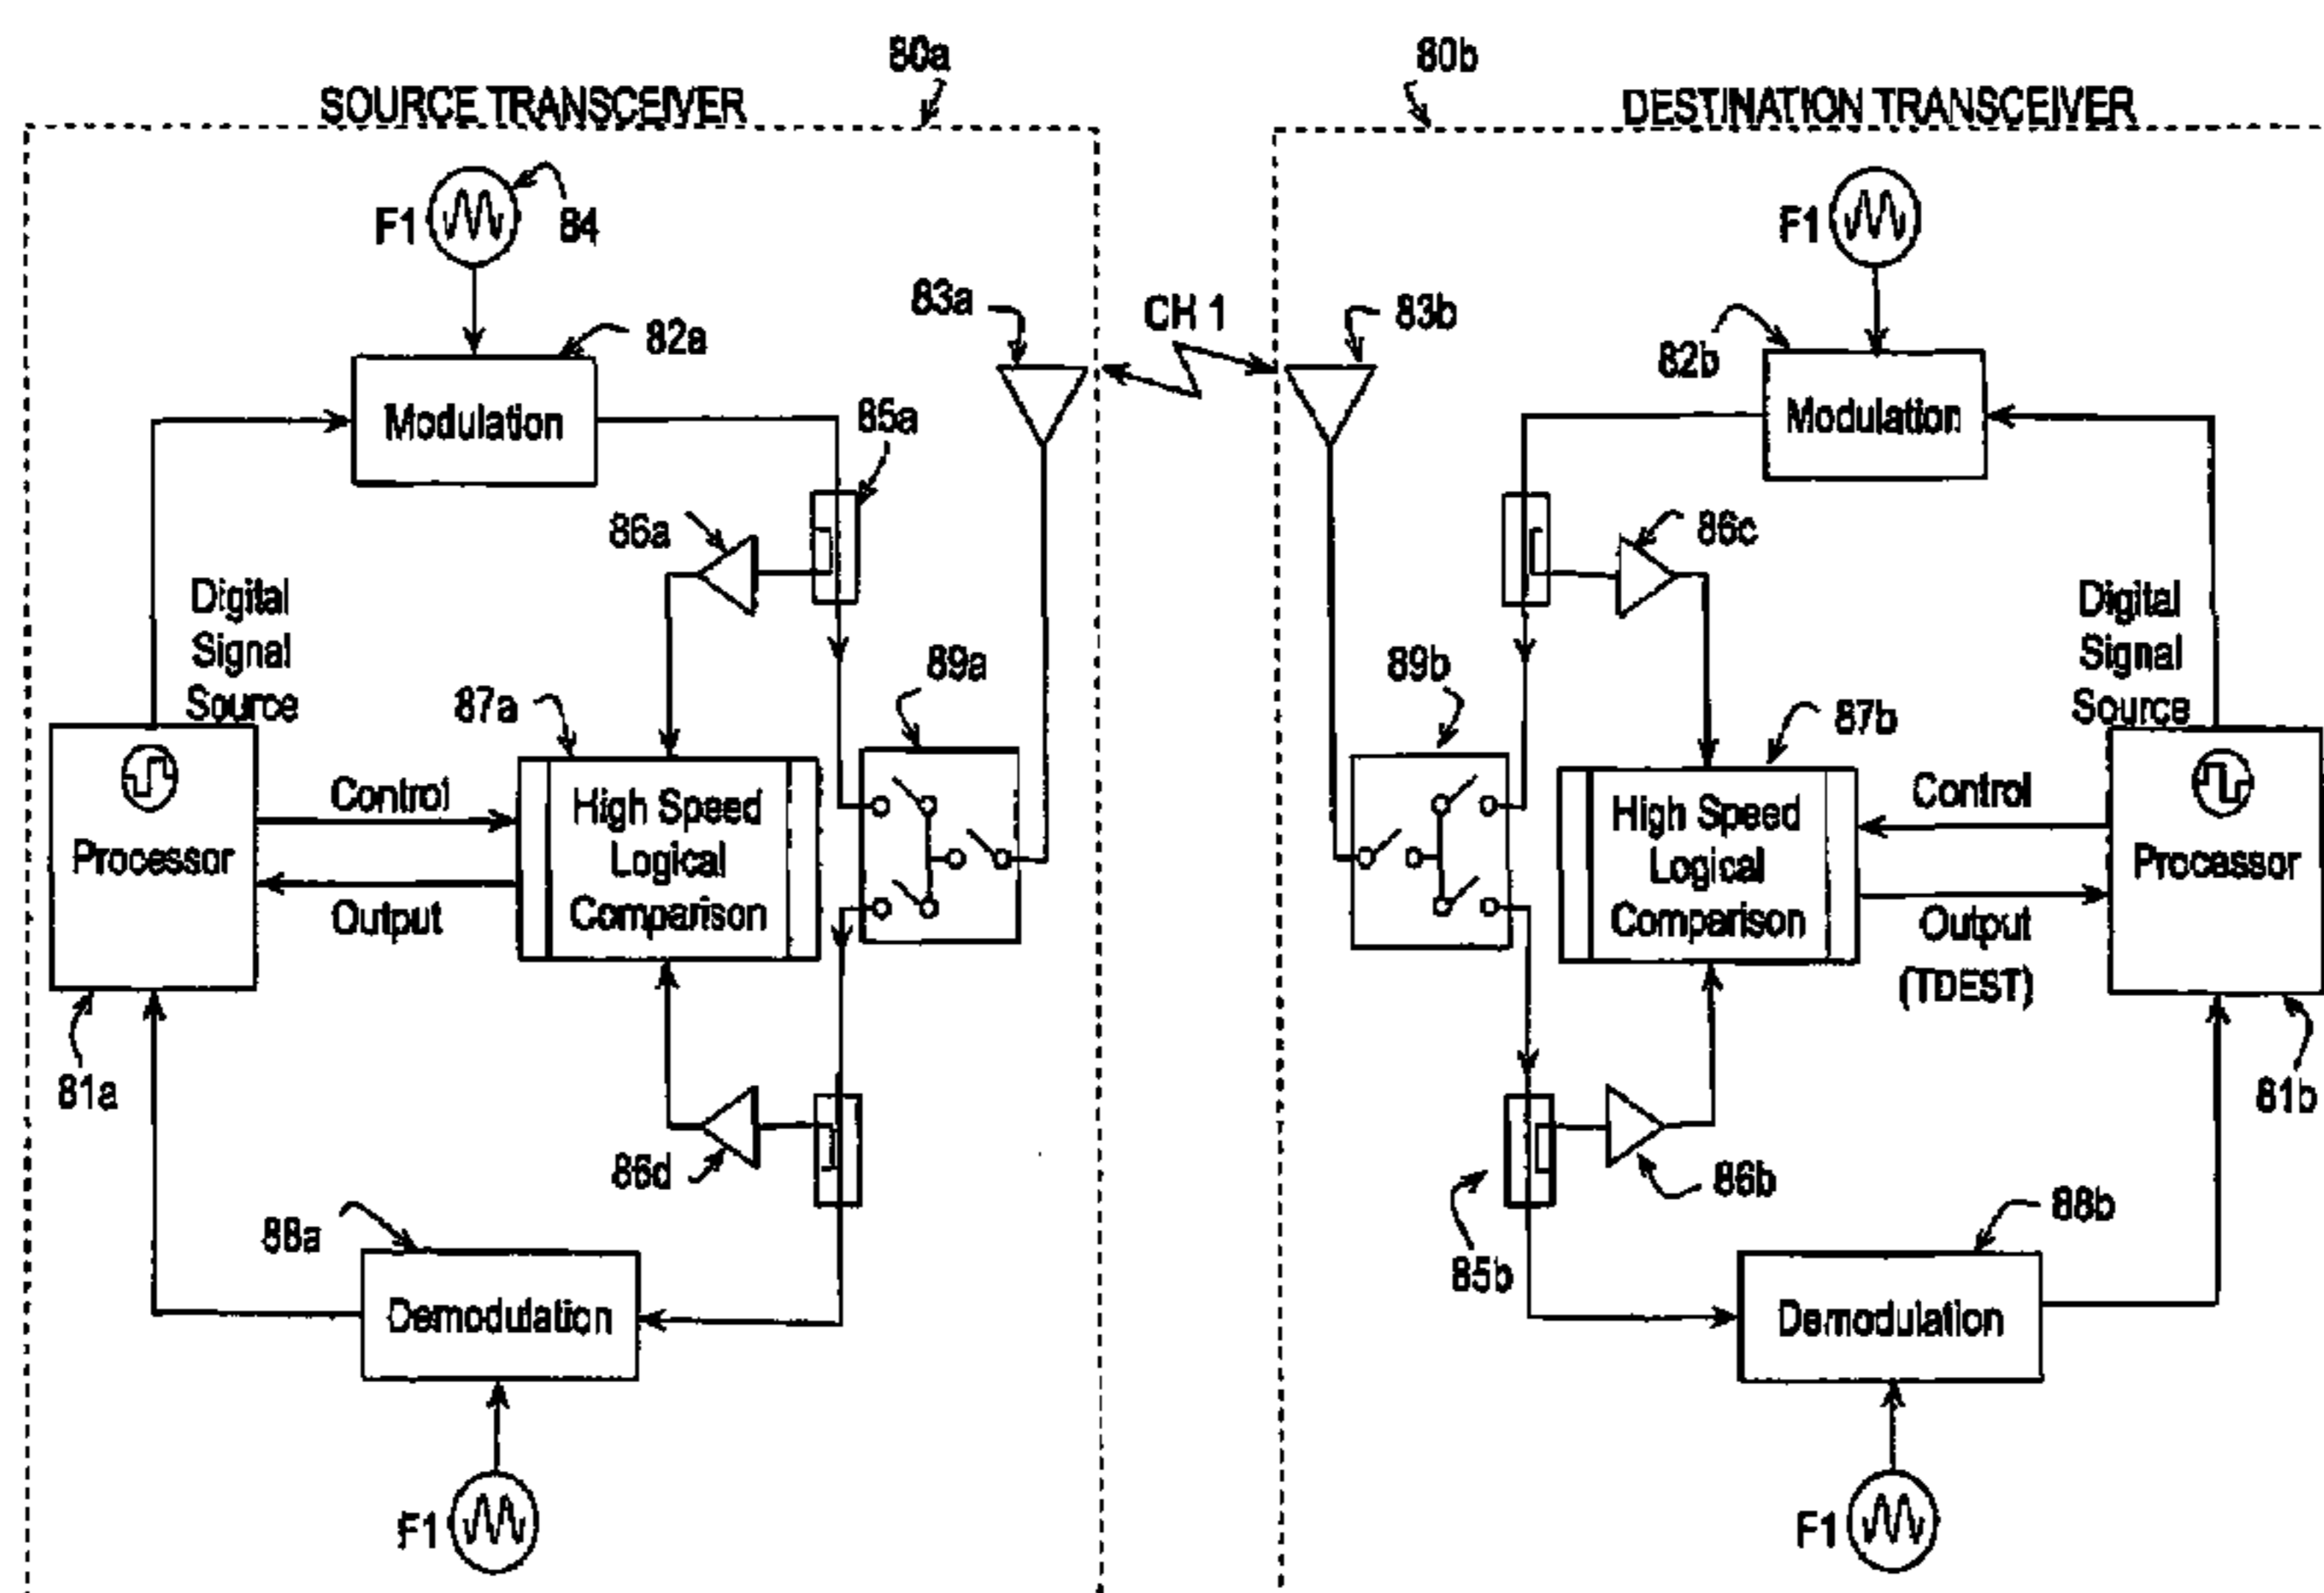 80a
80b
SOURCE TRANSCEIVER
DESTINATION TRANSCEIVER
F1
84
F1
83a
CH 1
83b
82a
82b
Modulation
Modulation
85a
86a
86c
Digital
Signal
Source
Digital
Signal
Source
87a
89a
89b
87b
Control
High Speed
Logical
Comparison
High Speed
Logical
Comparison
Control
Processor
Processor
Output
Output
(TDEST)
81a
81b
86d
86b
88a
85b
88b
Demodulation
Demodulation
F1
F1